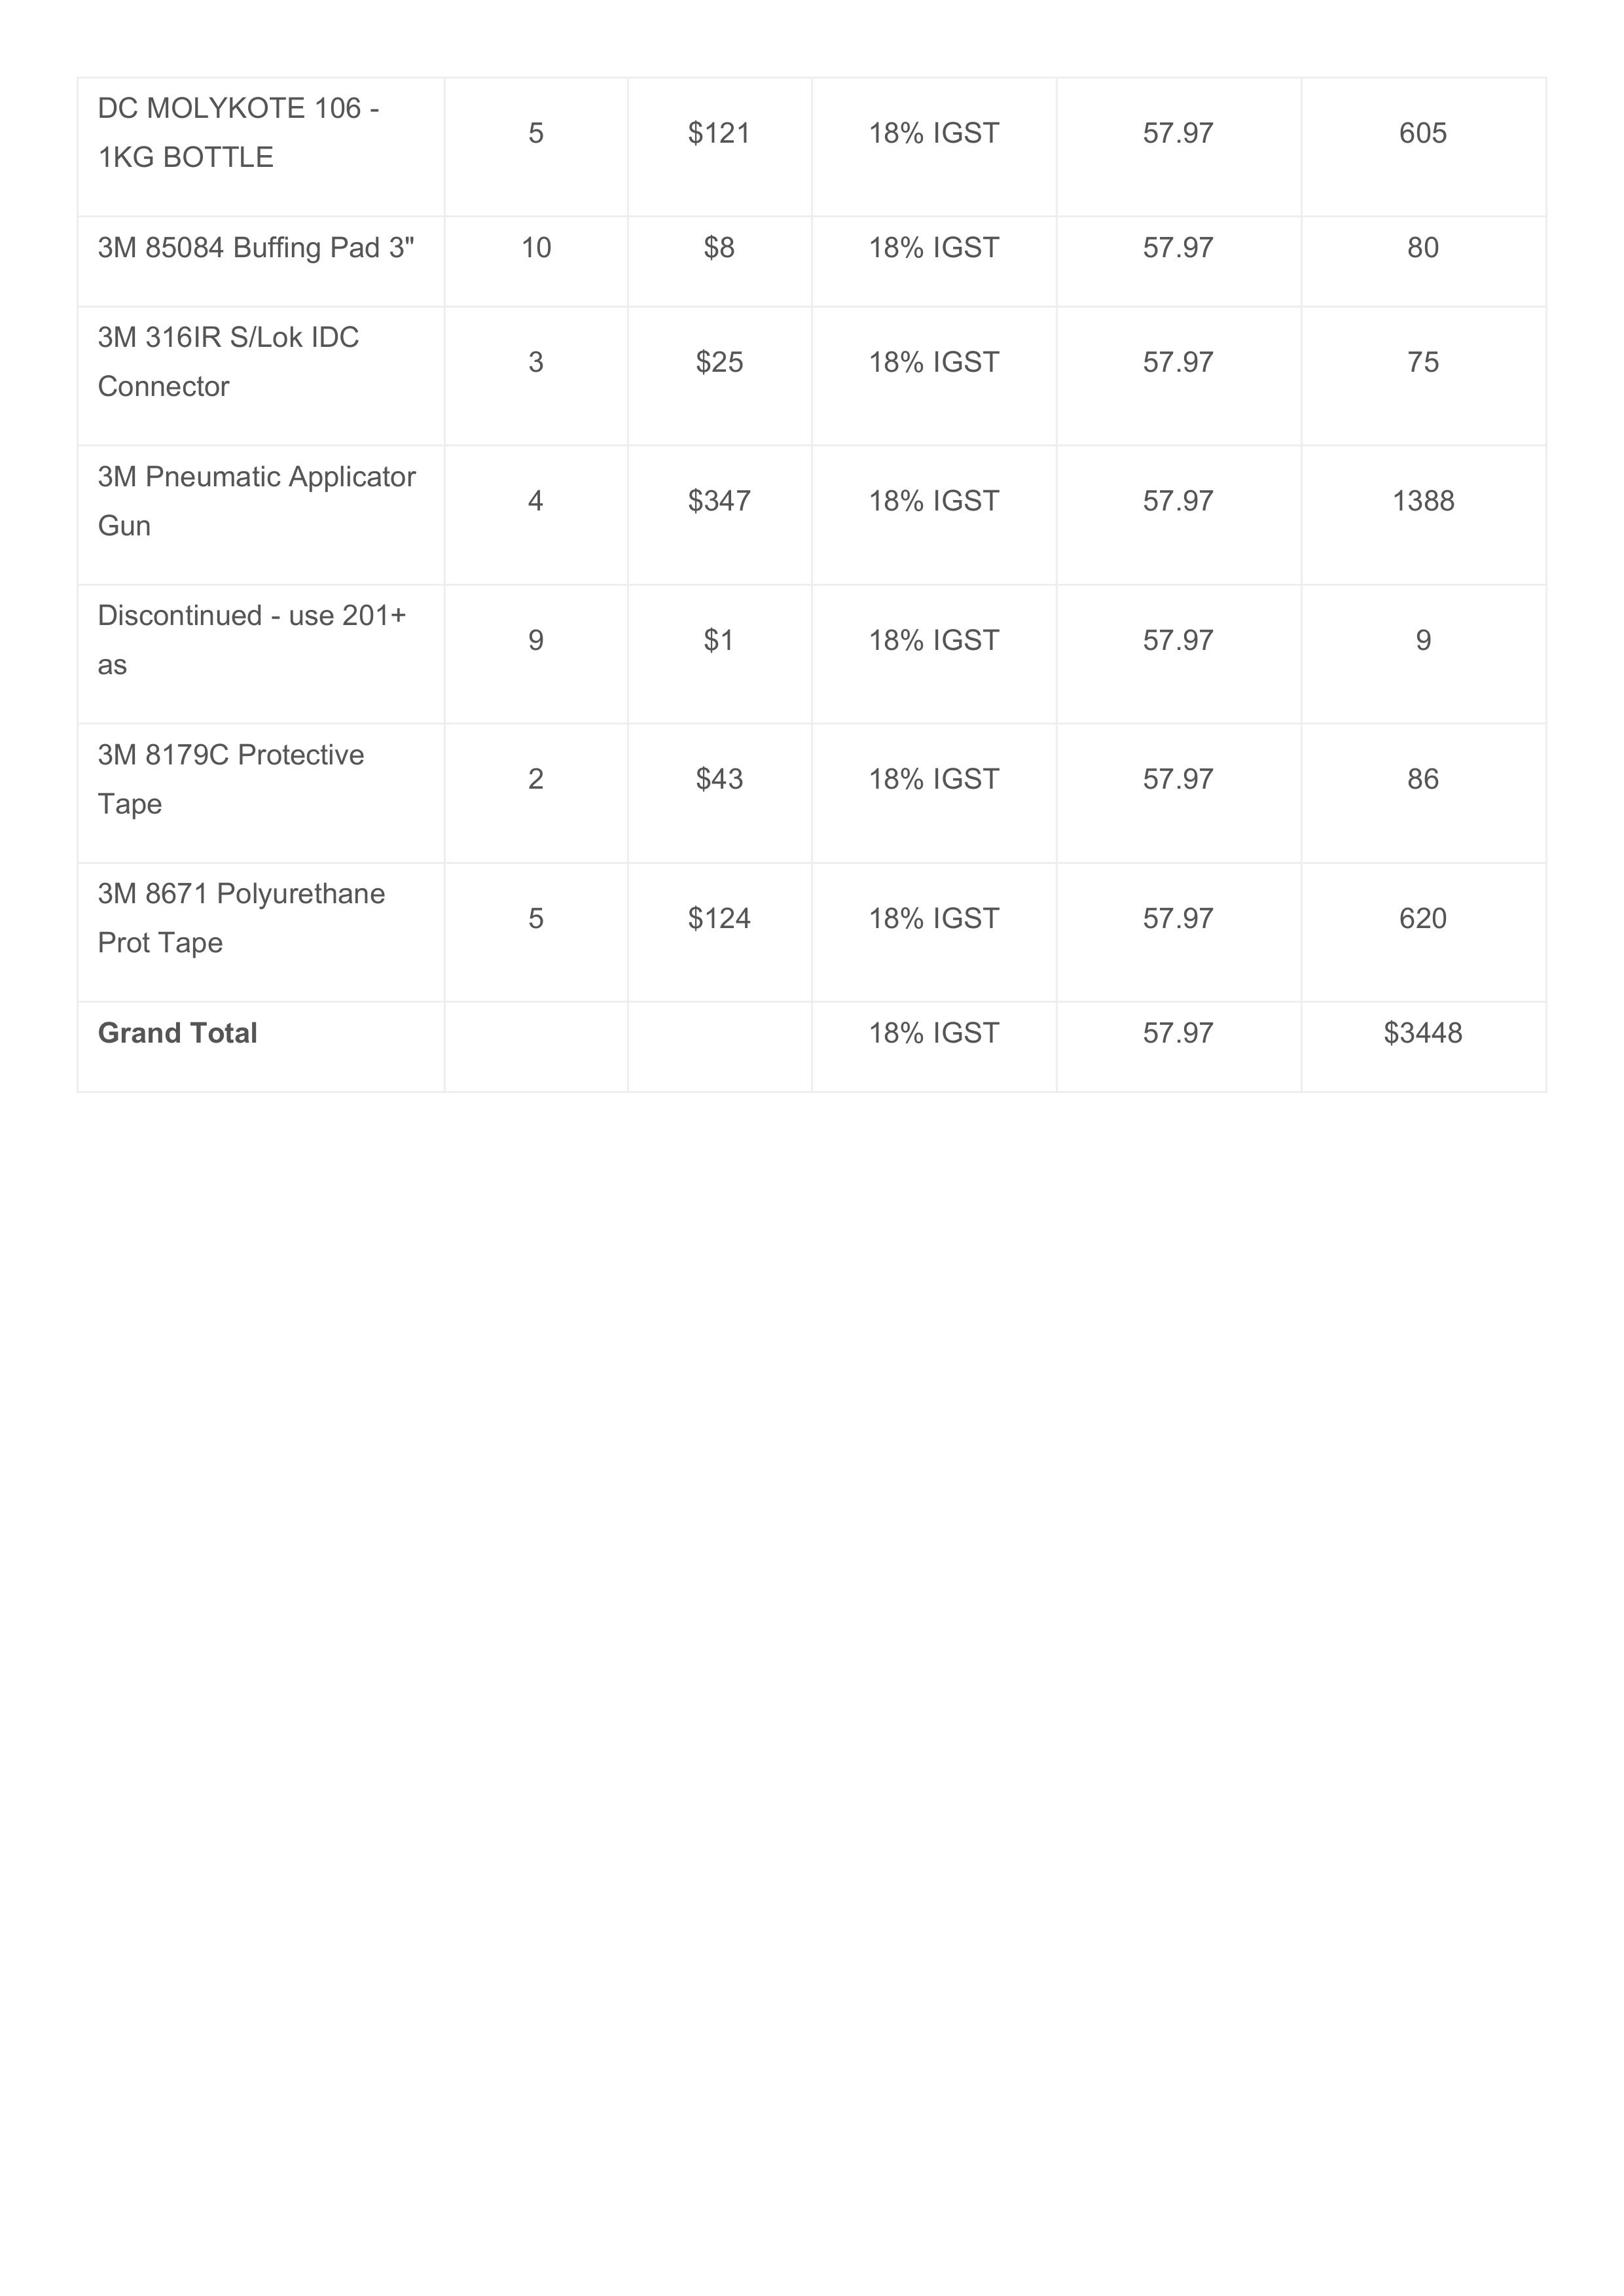 DC MOLYKOTE 106 -
1KG BOTTLE
5 $121 18% IGST 57.97 605
3M 85084 Buffing Pad 3" 10 $8 18% IGST 57.97 80
3M 316IR S/Lok IDC
Connector
3 $25 18% IGST 57.97 75
3M Pneumatic Applicator
Gun
4 $347 18% IGST 57.97 1388
Discontinued - use 201+
as
9 $1 18% IGST 57.97 9
3M 8179C Protective
Tape
2 $43 18% IGST 57.97 86
3M 8671 Polyurethane
Prot Tape
5 $124 18% IGST 57.97 620
Grand Total 18% IGST 57.97 $3448